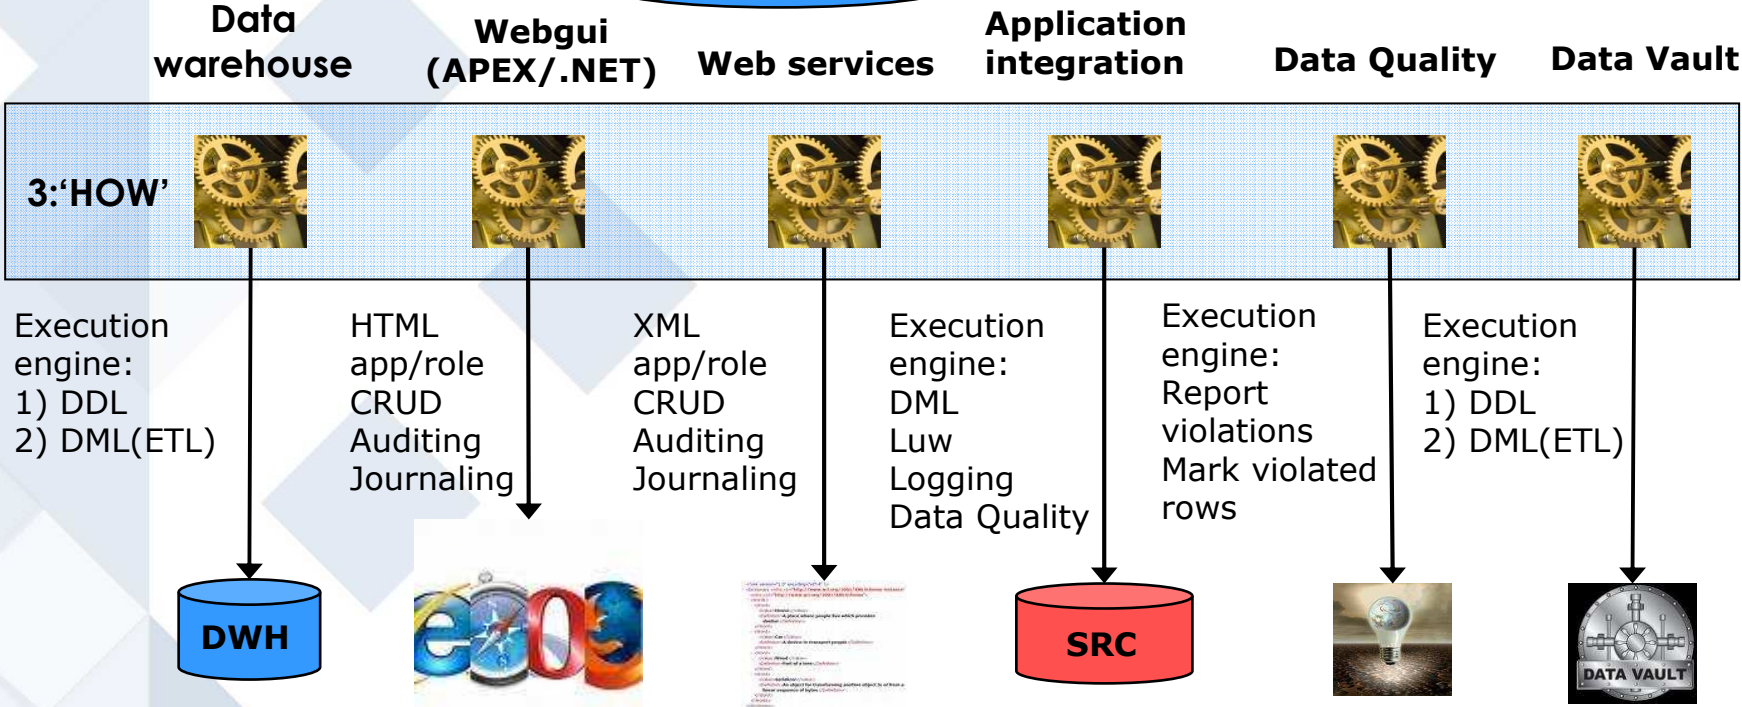 Data
warehouse
Webgui
(APEX/.NET)
Web services
Application
integration
Data Quality
Data Vault
3:‘HOW’
Execution
engine:
1) DDL
2) DML(ETL)
HTML
app/role
CRUD
Auditing
Journaling
XML
app/role
CRUD
Auditing
Journaling
Execution
engine:
DML
Luw
Logging
Data Quality
Execution
engine:
Report
violations
Mark violated
rows
Execution
engine:
1) DDL
2) DML(ETL)
DWH
SRC
DATA VAULT